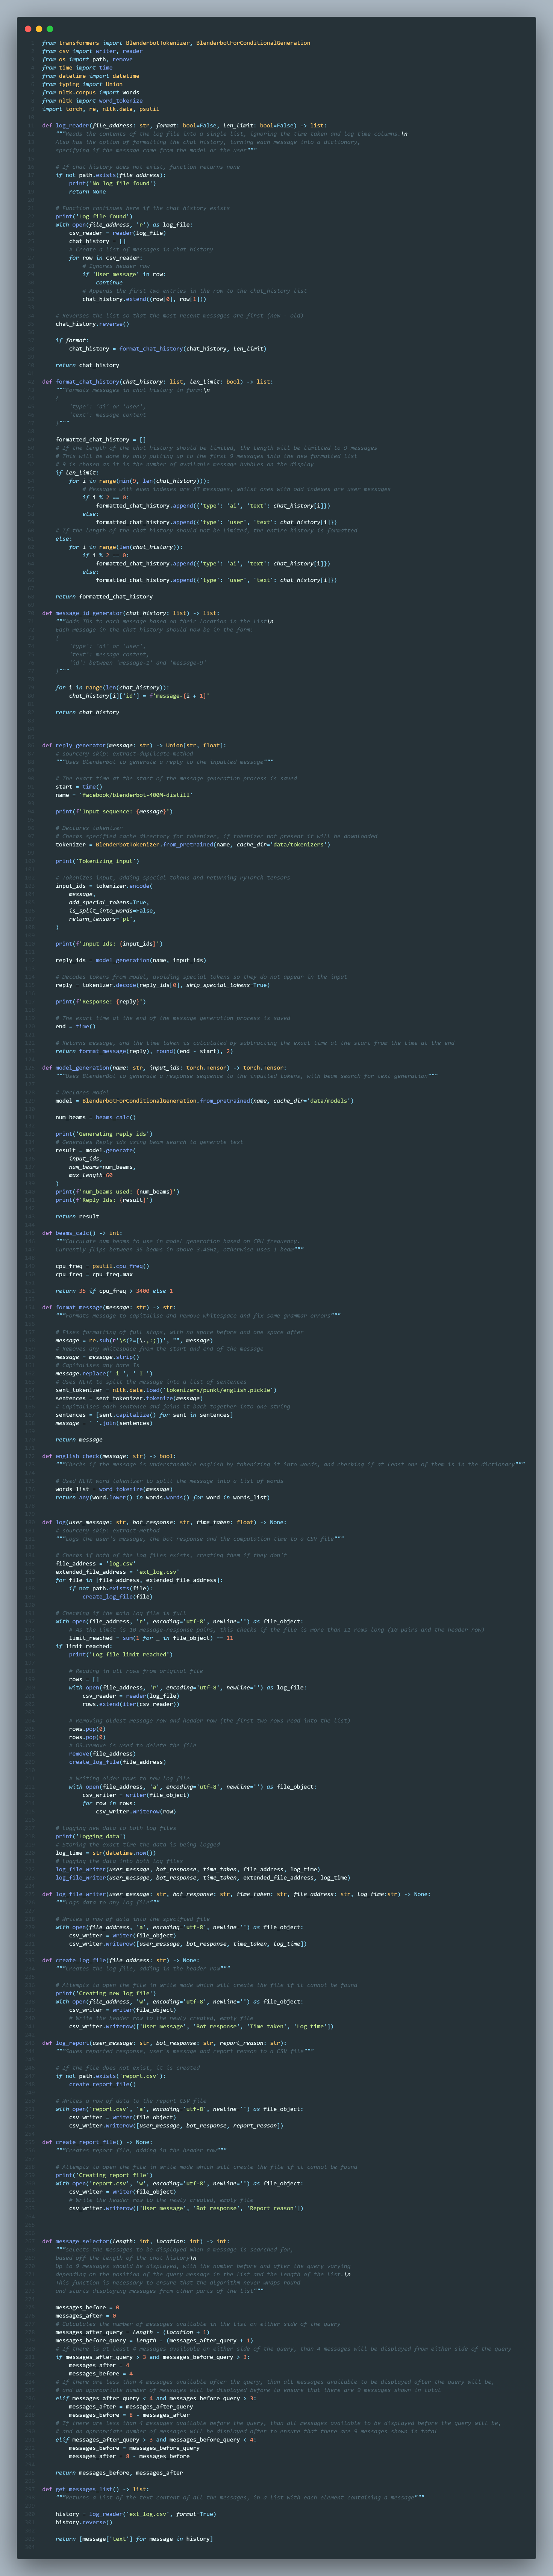 from transformers import BlenderbotTokenizer, BlenderbotForConditionalGeneration
from csv import writer, reader
from os import path, remove
from time import time
from datetime import datetime
from typing import Union
from nltk.corpus import words
from nltk import word_tokenize
import torch, re, nltk.data, psutil
def log_reader(file_address: str, format: bool=False, len_limit: bool=False) -> list:
"""Reads the contents of the log file into a single list, ignoring the Time taken and Log time columns.\n
Also has the option of formatting the chat history, turning each message into a dictionary,
specifying if the message came from the model or the user"""
# If chat history does not exist, function returns none
if not path.exists(file_address):
print('No log file found')
return None
# Function continues here if the chat history exists
print('Log file found')
with open(file_address, 'r') as log_file:
csv_reader = reader(log_file)
chat_history = []
# Create a list of messages in chat history
for row in csv_reader:
# Ignores header row
if 'User message' in row:
continue
# Appends the first two entries in the row to the chat_history list
chat_history.extend((row[0], row[1]))
# Reverses the list so that the most recent messages are first (New - old)
chat_history.reverse()
if format:
chat_history = format_chat_history(chat_history, len_limit)
return chat_history
def format_chat_history(chat_history: list, len_limit: bool) -> list:
"""Formats messages in chat history in form:\n
{
'type': 'ai' or 'user',
'text': message content
}"""
formatted_chat_history = []
# If the length of the chat history should be limited, the length will be limitted to 9 messages
# This will be done by only putting up to the first 9 messages into the new formatted list
# 9 is chosen as it is the number of available message bubbles on the display
if len_limit:
for i in range(min(9, len(chat_history))):
# Messages with even indexes are AI messages, whilst ones with odd indexes are user messages
if i % 2 == 0:
formatted_chat_history.append({'type': 'ai', 'text': chat_history[i]})
else:
formatted_chat_history.append({'type': 'user', 'text': chat_history[i]})
# If the length of the chat history should not be limited, the entire history is formatted
else:
for i in range(len(chat_history)):
if i % 2 == 0:
formatted_chat_history.append({'type': 'ai', 'text': chat_history[i]})
else:
formatted_chat_history.append({'type': 'user', 'text': chat_history[i]})
return formatted_chat_history
def message_id_generator(chat_history: list) -> list:
"""Adds IDs to each message based on their location in the list\n
Each message in the chat history should now be in the form:
{
'type': 'ai' or 'user',
'text': message content,
'id': between 'message-1' and 'message-9'
}"""
for i in range(len(chat_history)):
chat_history[i]['id'] = f'message-{i + 1}"
return chat_history
def reply_generator(message: str) -> Union[str, float]:
# sourcery skip: extract-duplicate-method
"""Uses Blenderbot to generate a reply to the inputted message"""
# The exact time at the start of the message generation process is saved
start = time()
name = 'facebook/blenderbot-400M-distill'
print(f'Input sequence: {message}')
# Declares tokenizer
# Checks specified cache directory for tokenizer, if tokenizer not present it will be downloaded
tokenizer = BlenderbotTokenizer.from_pretrained(name, cache_dir='data/tokenizers')
print('Tokenizing input')
# Tokenizes input, adding special tokens and returning PyTorch tensors
input_ids = tokenizer.encode(
message,
add_special_tokens=True,
is_split_into_words=False,
return_tensors='pt',
)
print(f'Input Ids: {input_ids}')
reply_ids = model_generation(name, input_ids)
# Decodes tokens from model, avoiding special tokens so they do not appear in the input
reply = tokenizer.decode(reply_ids[0], skip_special_tokens=True)
print(f'Response: {reply}')
# The exact time at the end of the message generation process is saved
end = time()
# Returns message, and the time taken is calculated by subtracting the exact time at the start from the time at the end
return format_message(reply), round((end - start), 2)
def model_generation(name: str, input_ids: torch.Tensor) -> torch.Tensor:
"""Uses BlenderBot to generate a response sequence to the inputted tokens, with beam search for text generation"""
# Declares model
model = BlenderbotForConditionalGeneration.from_pretrained(name, cache_dir='data/models')
num_beams = beams_calc()
print('Generating reply ids')
# Generates Reply ids using beam search to generate text
result = model.generate(
input_ids,
num_beams=num_beams,
max_length=60
)
print(f'num_beams used: {num_beams}')
print(f'Reply Ids: {result}')
return result
def beams_calc() -> int:
"""Calculate num_beams to use in model generation based on CPU frequency.
Currently flips between 35 beams in above 3.4GHz, otherwise uses 1 beam"""
cpu_freq = psutil.cpu_freq()
cpu_freq = cpu_freq.max
return 35 if cpu_freq > 3400 else 1
def format_message(message: str) -> str:
"""Formats message to capitalise and remove whitespace and fix some grammar errors"""
# Fixes formatting of full stops, with no space before and one space after
message = re.sub(r'\s(?=[\.,:;])', "", message)
# Removes any whitspace from the start and end of the message
message = message.strip()
# Capitalises any bare Is
message.replace(' i ', ' I ')
# Uses NLTK to split the message into a list of sentences
sent_tokenizer = nltk.data.load('tokenizers/punkt/english.pickle')
sentences = sent_tokenizer.tokenize(message)
# Capitalises each sentence and joins it back together into one string
sentences = [sent.capitalize() for sent in sentences]
message = ' '.join(sentences)
return message
def english_check(message: str) -> bool:
"""Checks if the message is understandable english by tokenizing it into words, and checking if at least one of them is in the dictionary"""
# Used NLTK word tokenizer to split the message into a list of words
words_list = word_tokenize(message)
return any(word.lower() in words.words() for word in words_list)
def log(user_message: str, bot_response: str, time_taken: float) -> None:
# sourcery skip: extract-method
"""Logs the user's message, the bot response and the computation time to a CSV file"""
# Checks if both of the log files exists, creating them if they don't
file_address = 'log.csv'
extended_file_address = 'ext_log.csv'
for file in [file_address, extended_file_address]:
if not path.exists(file):
create_log_file(file)
# Checking if the main log file is full
with open(file_address, 'r', encoding='utf-8', newline='') as file_object:
# As the limit is 10 message-response pairs, this checks if the file is more than 11 rows long (10 pairs and the header row)
limit_reached = sum(1 for _ in file_object) == 11
if limit_reached:
print('Log file limit reached')
# Reading in all rows from original file
rows = []
with open(file_address, 'r', encoding='utf-8', newline='') as log_file:
csv_reader = reader(log_file)
rows.extend(iter(csv_reader))
# Removing oldest message row and header row (the first two rows read into the list)
rows.pop(0)
rows.pop(0)
# OS.remove is used to delete the file
remove(file_address)
create_log_file(file_address)
# Writing older rows to new log file
with open(file_address, 'a', encoding='utf-8', newline='') as file_object:
csv_writer = writer(file_object)
for row in rows:
csv_writer.writerow(row)
# Logging new data to both log files
print('Logging data')
# Storing the exact time the data is being logged
log_time = str(datetime.now())
# Logging the data into both log files
log_file_writer(user_message, bot_response, time_taken, file_address, log_time)
log_file_writer(user_message, bot_response, time_taken, extended_file_address, log_time)
def log_file_writer(user_message: str, bot_response: str, time_taken: str, file_address: str, log_time:str) -> None:
"""Logs data to any log file"""
# Writes a row of data into the specified file
with open(file_address, 'a', encoding='utf-8', newline='') as file_object:
csv_writer = writer(file_object)
csv_writer.writerow([user_message, bot_response, time_taken, log_time])
def create_log_file(file_address: str) -> None:
"""Creates the log file, adding in the header row"""
# Attempts to open the file in write mode which will create the file if it cannot be found
print('Creating new log file')
with open(file_address, 'w', encoding='utf-8', newline='') as file_object:
csv_writer = writer(file_object)
# Write the header row to the newly created, empty file
csv_writer.writerow(['User message', 'Bot response', 'Time taken', 'Log time'])
def log_report(user_message: str, bot_response: str, report_reason: str):
"""Saves reported response, user's message and report reason to a CSV file"""
# If the file does not exist, it is created
if not path.exists('report.csv'):
create_report_file()
# Writes a row of data to the report CSV file
with open('report.csv', 'a', encoding='utf-8', newline='') as file_object:
csv_writer = writer(file_object)
csv_writer.writerow([user_message, bot_response, report_reason])
def create_report_file() -> None:
"""Creates report file, adding in the header row"""
# Attempts to open the file in write mode which will create the file if it cannot be found
print('Creating report file')
with open('report.csv', 'w', encoding='utf-8', newline='') as file_object:
csv_writer = writer(file_object)
# Write the header row to the newly created, empty file
csv_writer.writerow(['User message', 'Bot response', 'Report reason'])
def message_selector(length: int, location: int) -> int:
"""Selects the messages to be displayed when a message is searched for,
based off the length of the chat history\n
Up to 9 messages should be displayed, with the number before and after the query varying
depending on the position of the query message in the list and the length of the list.\n
This function is necessary to ensure that the algorithm never wraps round
and starts displaying messages from other parts of the list"""
messages_before = 0
messages_after = 0
# Calculates the number of messages available in the list on either side of the query
messages_after_query = length - (location + 1)
messages_before_query = length - (messages_after_query + 1)
# If there is at least 4 messages available on either side of the query, than 4 messages will be displayed from either side of the query
if messages_after_query > 3 and messages_before_query > 3:
messages_after = 4
messages_before = 4
# If there are less than 4 messages available after the query, than all messages available to be displayed after the query will be,
# and an appropriate number of messages will be displayed before to ensure that there are 9 messages shown in total
elif messages_after_query < 4 and messages_before_query > 3:
messages_after = messages_after_query
messages_before = 8 - messages_after
# If there are less than 4 messages available before the query, than all messages available to be displayed before the query will be,
# and an appropriate number of messages will be displayed after to ensure that there are 9 messages shown in total
elif messages_after_query > 3 and messages_before_query < 4:
messages_before = messages_before_query
messages_after = 8 - messages_before
return messages_before, messages_after
def get_messages_list() -> list:
"""Returns a list of the text content of all the messages, in a list with each element containing a message"""
history = log_reader('ext_log.csv', format=True)
history.reverse()
return [message['text'] for message in history]